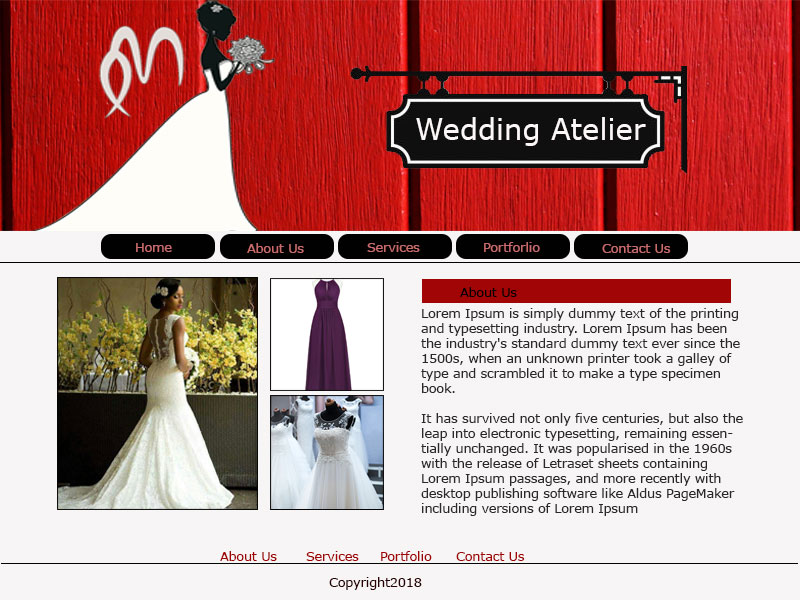 M
Wedding Atelier
Home
About Us
Services
Portforlio
Contact Us
About Us
Lorem Ipsum is simply dummy text of the printing
and typesetting industry. Lorem Ipsum has been
the industry's standard dummy text ever since the
1500s, when an unknown printer took a galley of
type and scrambled it to make a type specimen
book.
It has survived not only five centuries, but also the
leap into electronic typesetting, remaining essen-
tially unchanged. It was popularised in the 1960s
with the release of Letraset sheets containing
Lorem Ipsum passages, and more recently with
desktop publishing software like Aldus PageMaker
including versions of Lorem Ipsum
About Us
Services
Portfolio
Contact Us
Copyright2018